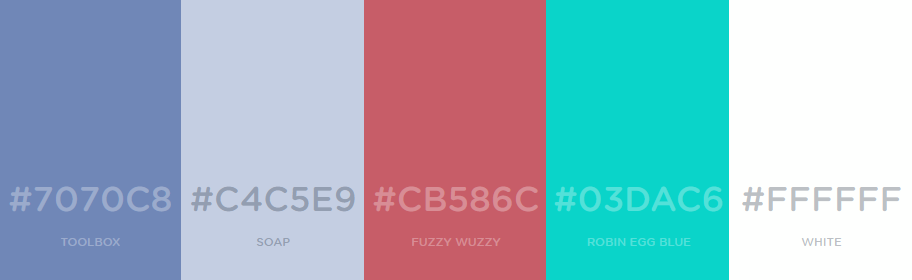 #7070C8 #C4C5E9 #CB586C #03DAC6 #FFFFFF
TOOLBOX SOAP FUZZY WUZZY ROBIN EGG BLUE WHITE